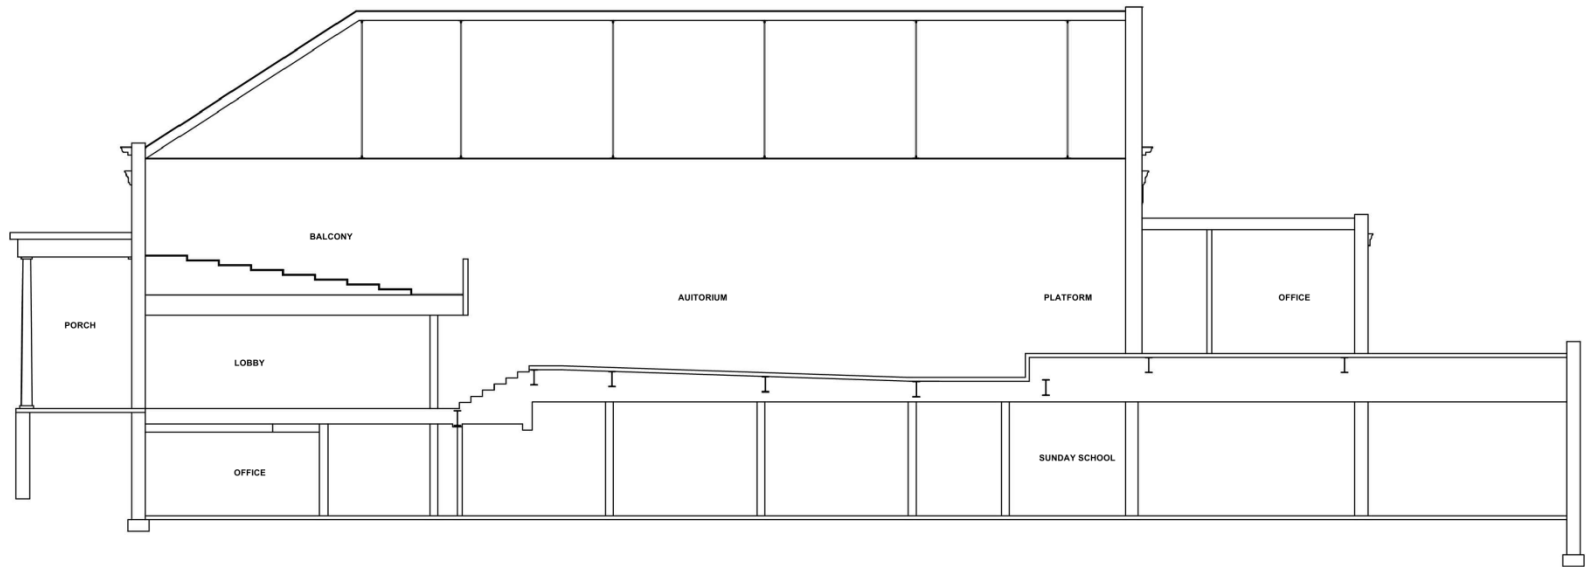 BALCONY
AUITORIUM
PLATFORM
OFFICE
PORCH
LOBBY
SUNDAY SCHOOL
OFFICE